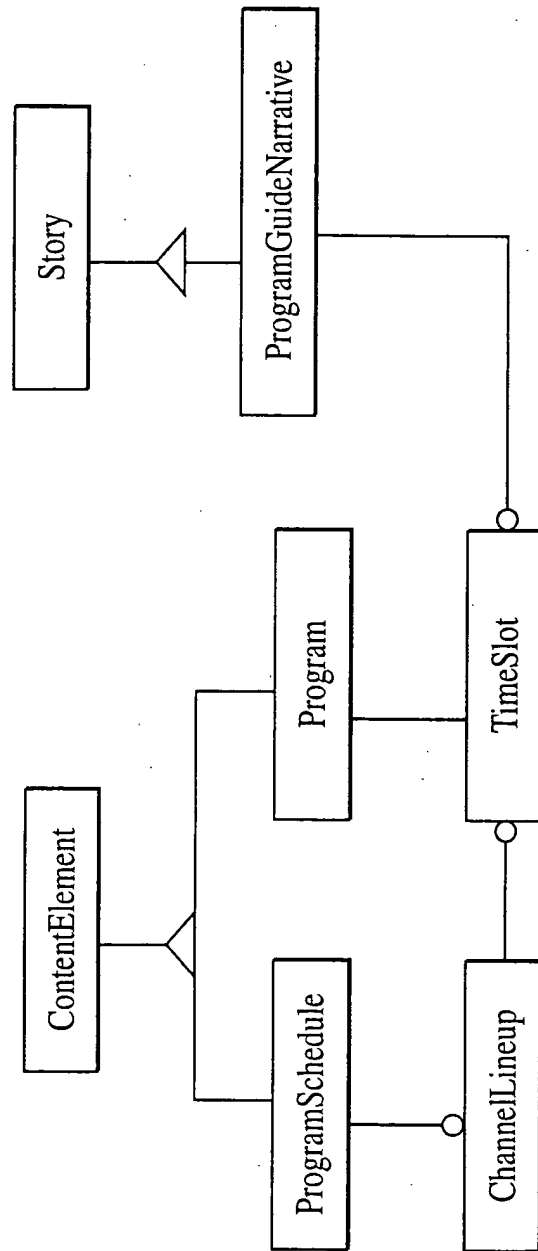 ContentElement
Story
ProgramSchedule
Program
ProgramGuideNarrative
ChannelLineup
TimeSlot